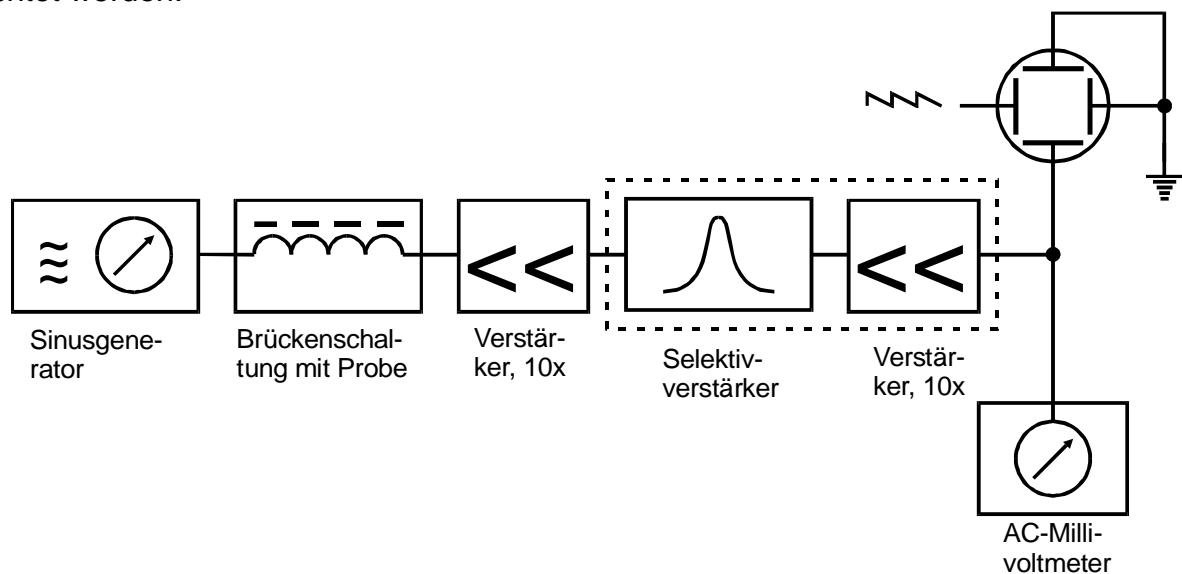 Sinusgene-
rator
Brückenschal-
tung mit Probe
Verstär-
ker, 10x
Selektiv-
verstärker
Verstär-
ker, 10x
AC-Milli-
voltmeter